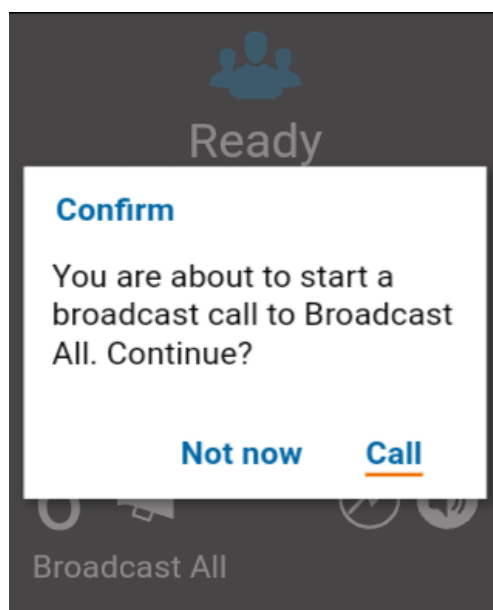 Ready
Confirm
You are about to start a
broadcast call to Broadcast
All. Continue?
Not now Call
Broadcast All